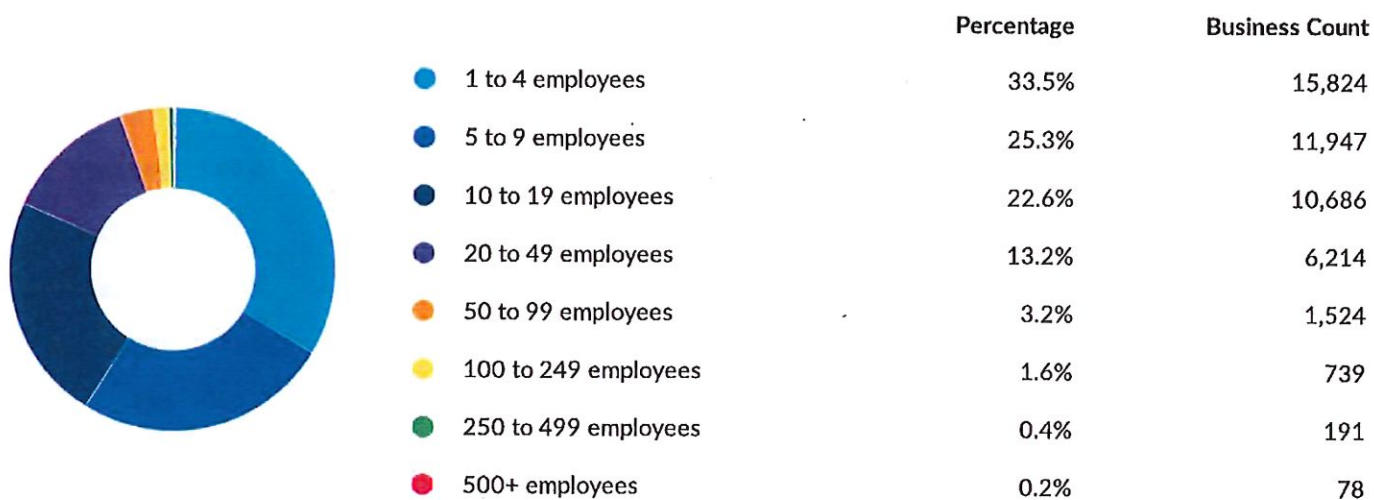 Percentage Business Count
1 to 4 employees 33.5% 15,824
5 to 9 employees 25.3% 11,947
10 to 19 employees 22.6% 10,686
20 to 49 employees 13.2% 6,214
50 to 99 employees 3.2% 1,524
100 to 249 employees 1.6% 739
250 to 499 employees 0.4% 191
500+ employees 0.2% 78